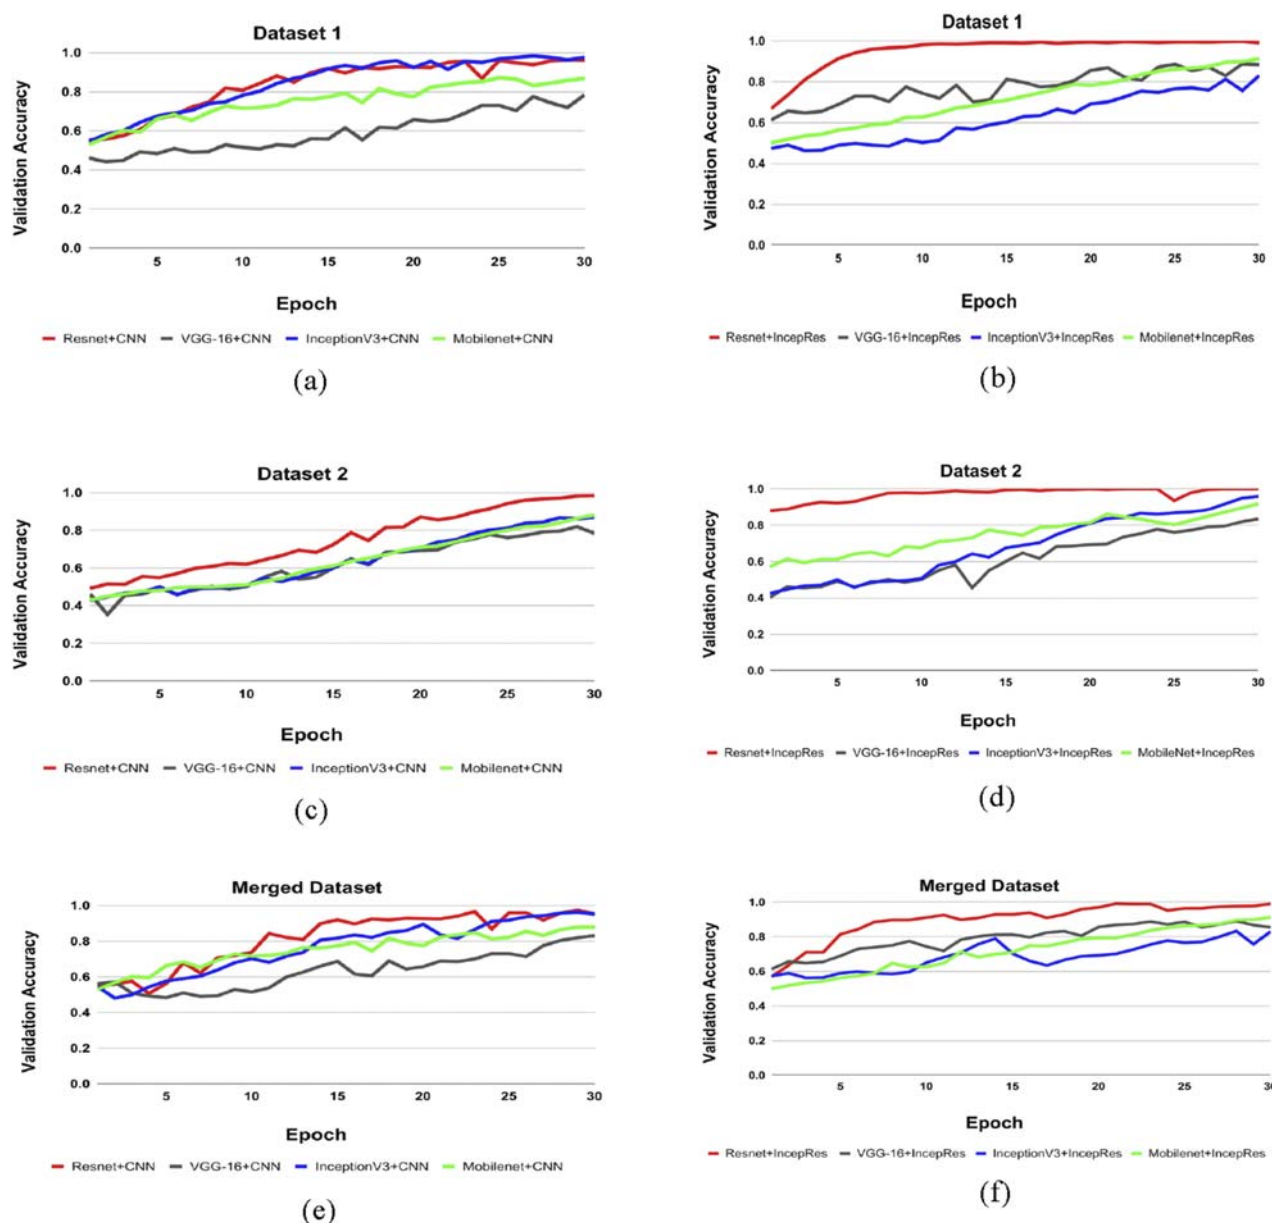 Dataset 1
Validation Accuracy
1.0
0.8
0.6
0.4
0.2
0.0
5 10 15 20 25 30
Epoch
Resnet+CNN VGG-16+CNN InceptionV3+CNN Mobilenet+CNN
(a)
Dataset 1
Validation Accuracy
1.0
0.8
0.6
0.4
0.2
0.0
5 10 15 20 25 30
Epoch
Resnet+IncepRes VGG-16+IncepRes InceptionV3+IncepRes Mobilenet+IncepRes
(b)
Dataset 2
Validation Accuracy
1.0
0.8
0.6
0.4
0.2
0.0
5 10 15 20 25 30
Epoch
Resnet+CNN VGG-16+CNN InceptionV3+CNN Mobilenet+CNN
(c)
Dataset 2
Validation Accuracy
1.0
0.8
0.6
0.4
0.2
0.0
5 10 15 20 25 30
Epoch
Resnet+IncepRes VGG-16+IncepRes InceptionV3+IncepRes MobileNet+IncepRes
(d)
Merged Dataset
Validation Accuracy
1.0
0.8
0.6
0.4
0.2
0.0
5 10 15 20 25 30
Epoch
Resnet+CNN VGG-16+CNN InceptionV3+CNN Mobilenet+CNN
(e)
Merged Dataset
Validation Accuracy
1.0
0.8
0.6
0.4
0.2
0.0
5 10 15 20 25 30
Epoch
Resnet+IncepRes VGG-16+IncepRes InceptionV3+IncepRes Mobilenet+IncepRes
(f)